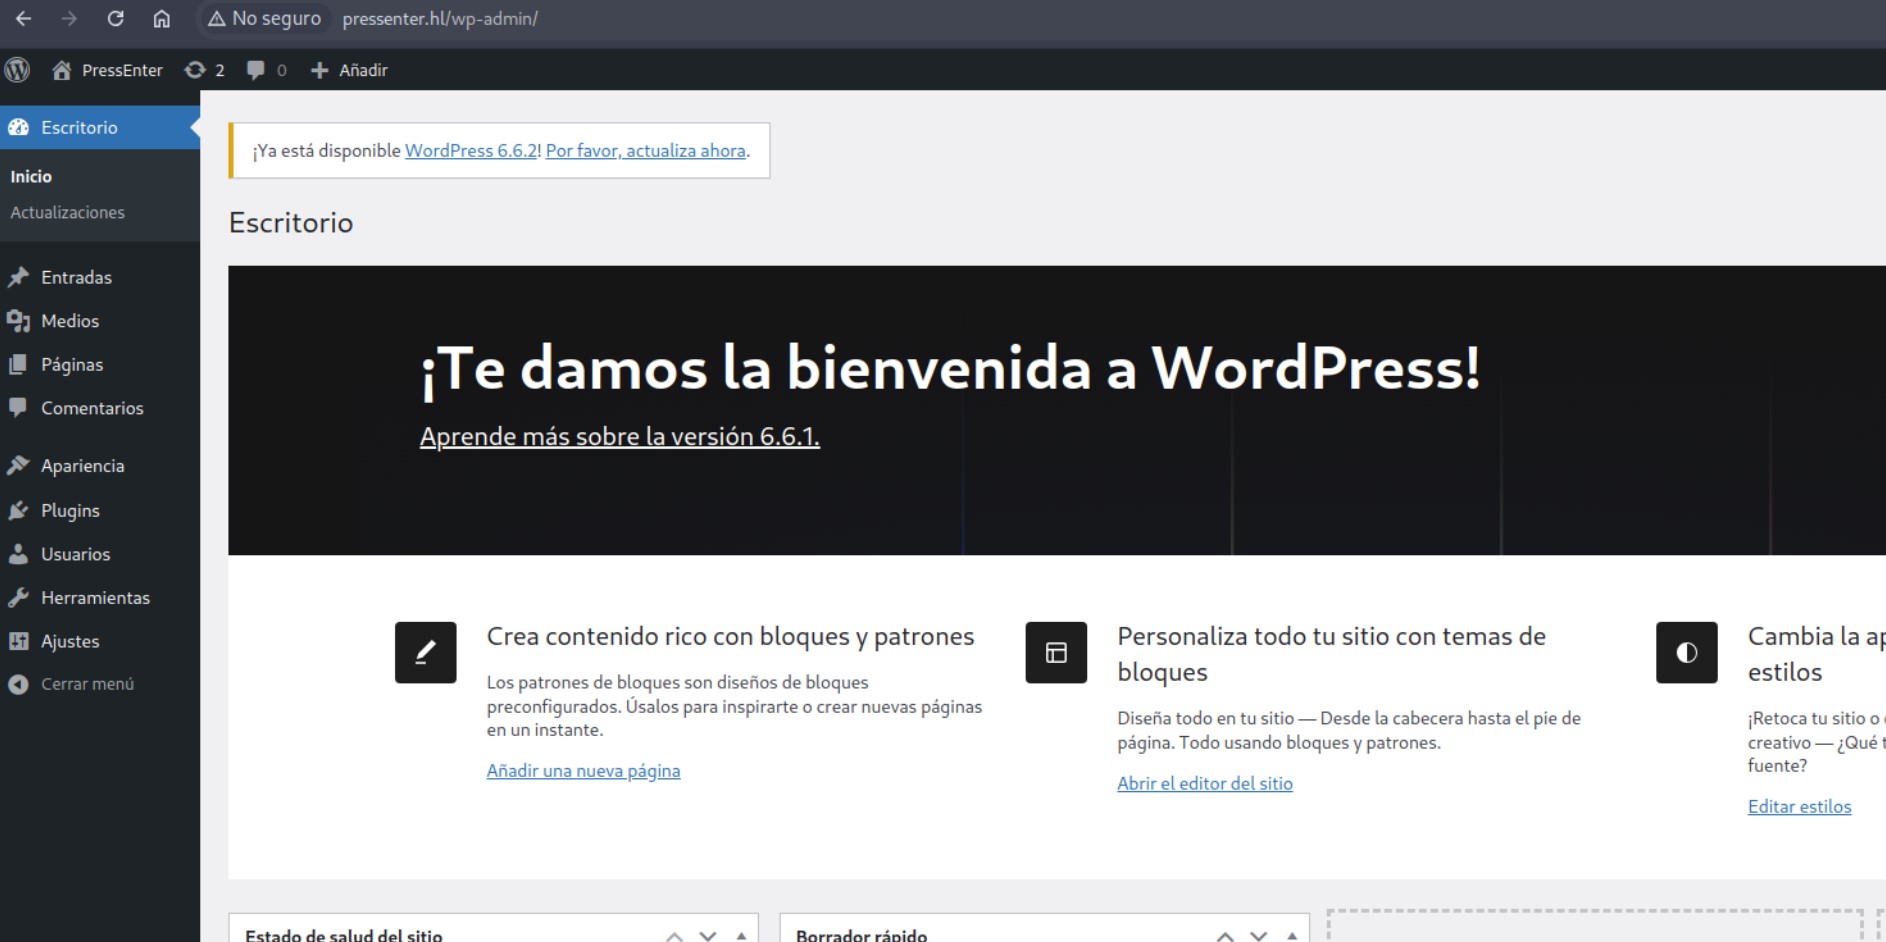 No seguro pressenter.hl/wp-admin/
PressEnter 2 0 Añadir
Escritorio
Inicio
Actualizaciones
Entradas
Medios
Páginas
Comentarios
Apariencia
Plugins
Usuarios
Herramientas
Ajustes
Cerrar menú
¡Ya está disponible WordPress 6.6.2! Por favor, actualiza ahora.
Escritorio
¡Te damos la bienvenida a WordPress!
Aprende más sobre la versión 6.6.1.
Crea contenido rico con bloques y patrones
Los patrones de bloques son diseños de bloques
preconfigurados. Úsalos para inspirarte o crear nuevas páginas
en un instante.
Añadir una nueva página
Personaliza todo tu sitio con temas de
bloques
Diseña todo en tu sitio — Desde la cabecera hasta el pie de
página. Todo usando bloques y patrones.
Abrir el editor del sitio
Cambia la
estilos
¡Retoca tu sitio o
creativo — ¿Qué
fuente?
Editar estilos
Estado de salud del sitio
Borrador rápido